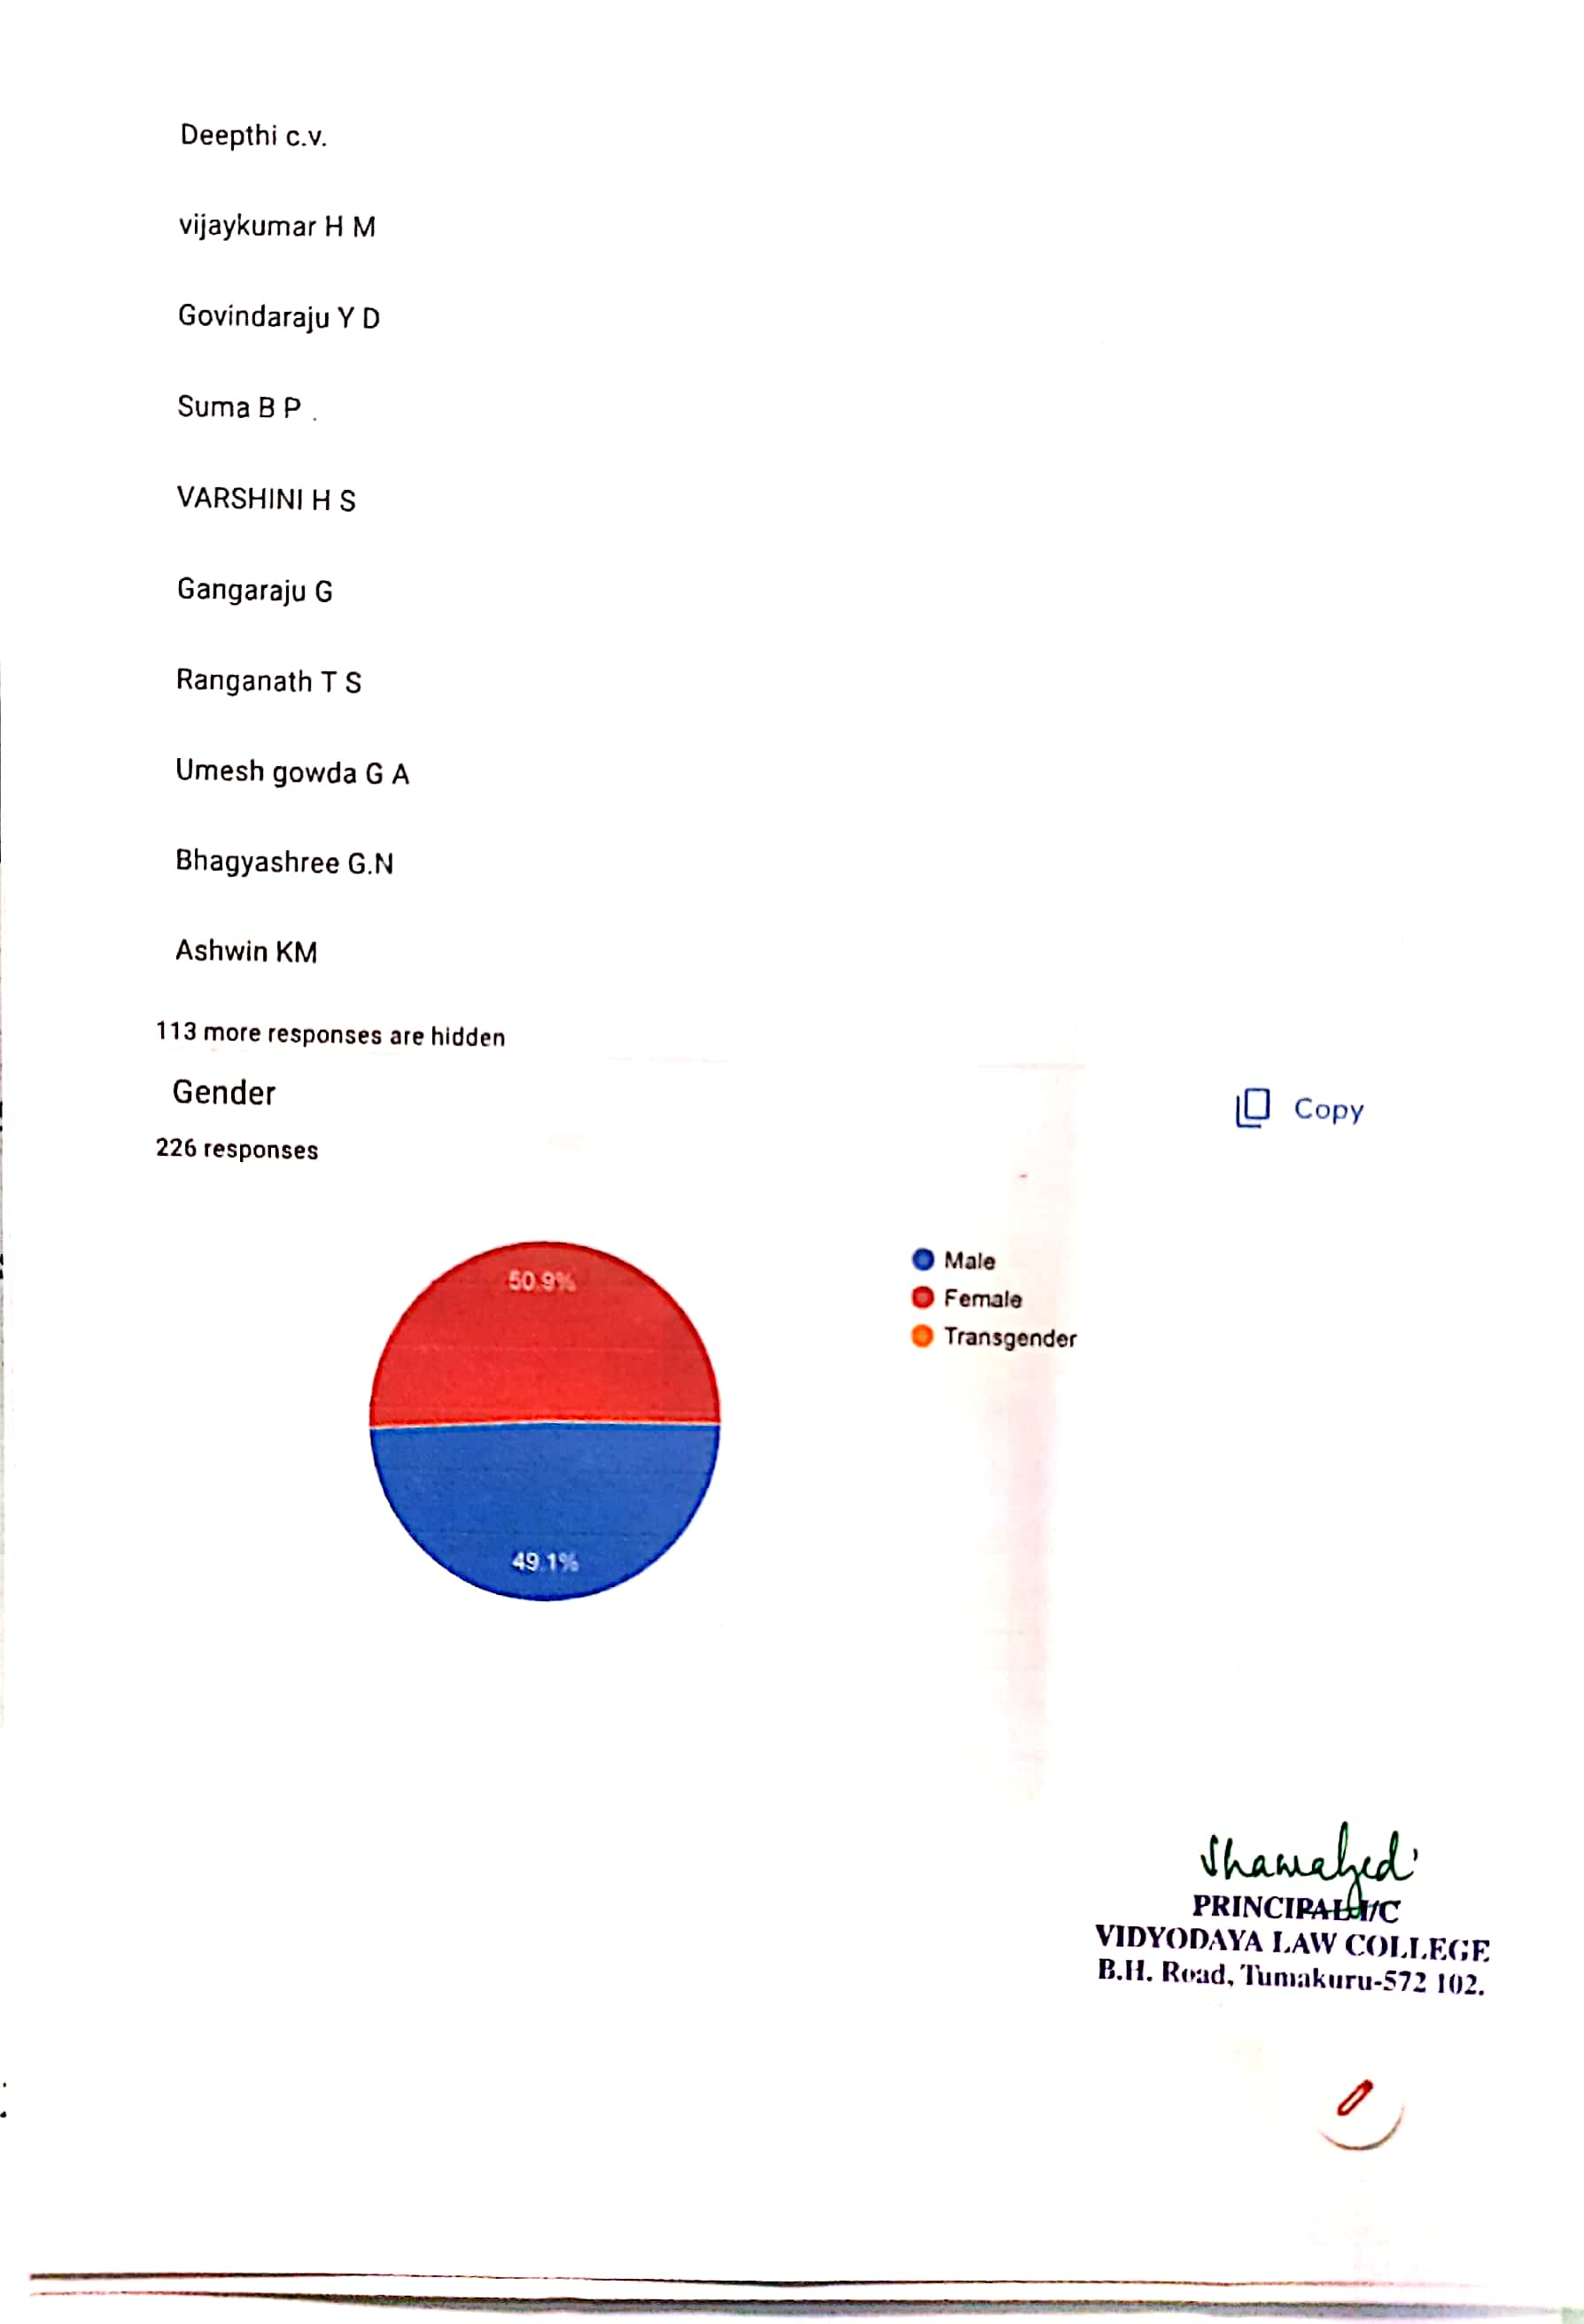 Deepthi c.v.
vijaykumar H M
Govindaraju Y D
Suma B P .
VARSHINI H S
Gangaraju G
Ranganath T S
Umesh gowda G A
Bhagyashree G.N
Ashwin KM
113 more responses are hidden
Gender
Copy
226 responses
50.9%
49.1%
Male
Female
Transgender
PRINCIPAL I/C
VIDYODAYA LAW COLLEGE
B.H. Road, Tumakuru-572 102.